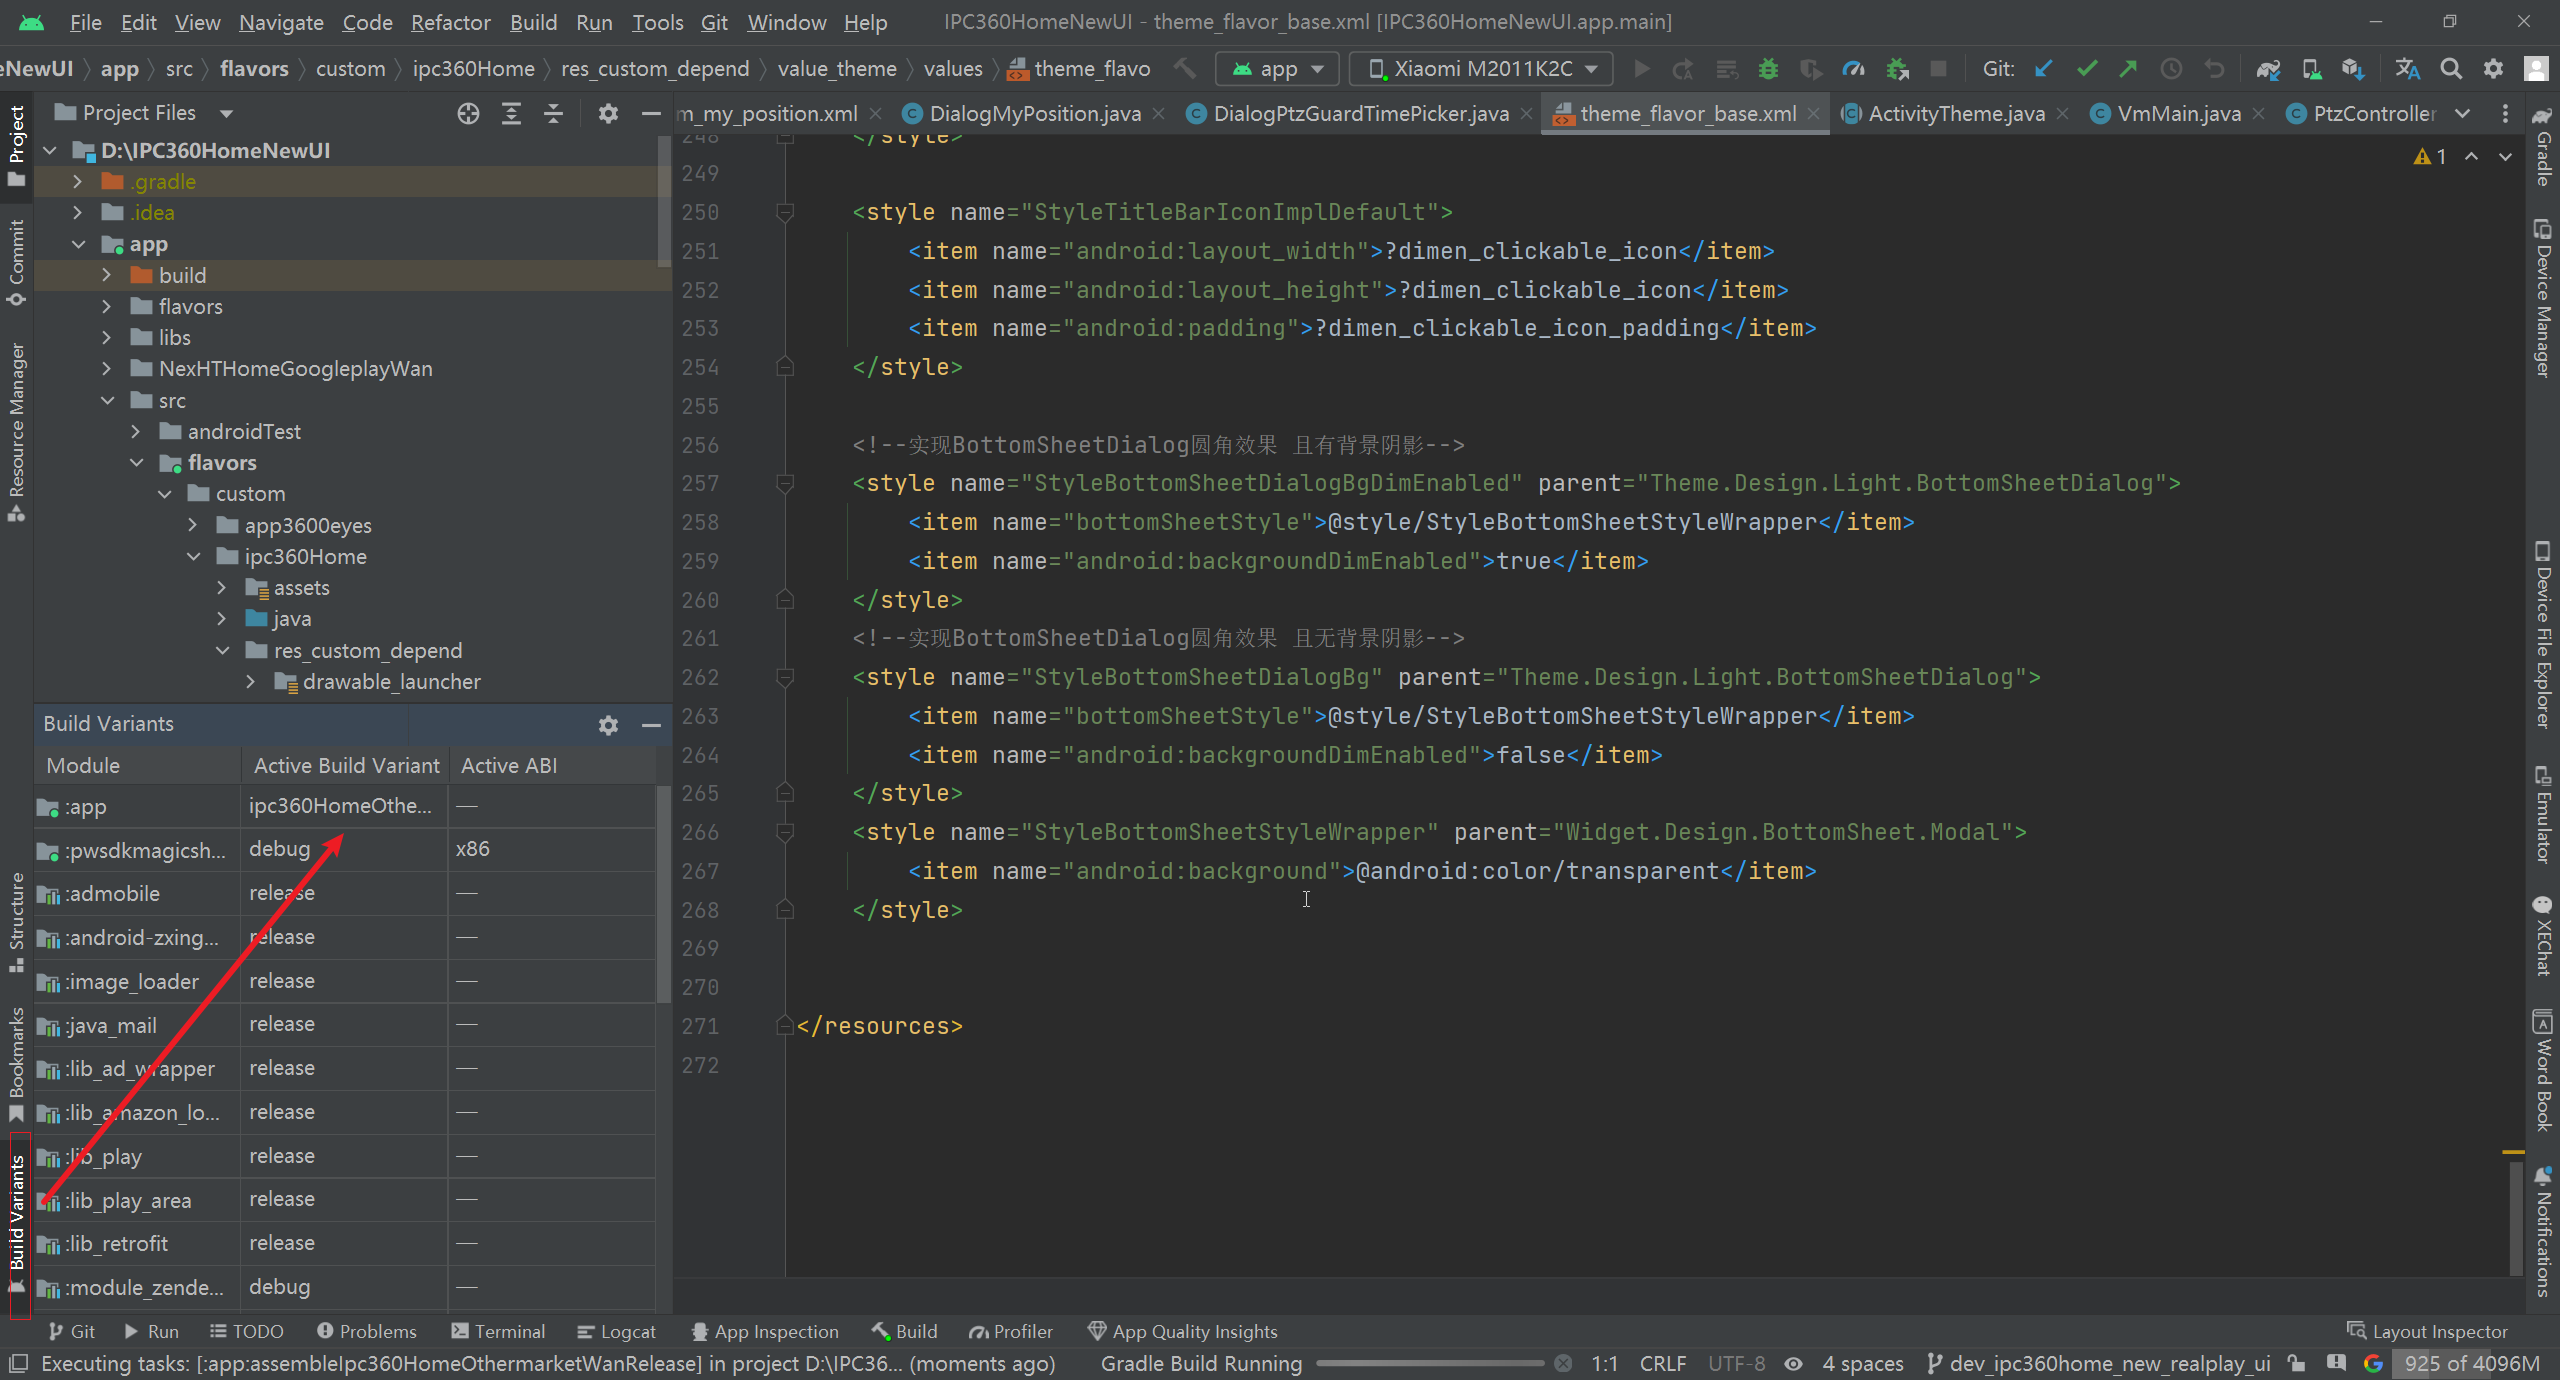 File Edit View Navigate Code Refactor Build Run Tools Git Window Help IPC360HomeNewUI - theme_flavor_base.xml [IPC360HomeNewUI.app.main]
eNewUI app src flavors custom ipc360Home res_custom_depend value_theme values theme_flavo app Xiaomi M2011K2C Git:
Project Files
m_my_position.xml DialogMyPosition.java DialogPtzGuardTimePicker.java theme_flavor_base.xml ActivityTheme.java VmMain.java PtzController
Project
Commit
Resource Manager
Structure
Bookmarks
Build Variants
D:\IPC360HomeNewUI
.gradle
.idea
app
build
flavors
libs
NexHTHomeGoogleplayWan
src
androidTest
flavors
custom
app3600eyes
ipc360Home
assets
java
res_custom_depend
drawable_launcher
Build Variants
Module Active Build Variant Active ABI
:app ipc360HomeOthe... —
:pwsdkmagicsh... debug x86
:admobile release —
:android-zxing... release —
:image_loader release —
:java_mail release —
:lib_ad_wrapper release —
:lib_amazon_lo... release —
:lib_play release —
:lib_play_area release —
:lib_retrofit release —
:module_zende... debug —
1
248 </style>
249
250 <style name="StyleTitleBarIconImplDefault">
251 <item name="android:layout_width">?dimen_clickable_icon</item>
252 <item name="android:layout_height">?dimen_clickable_icon</item>
253 <item name="android:padding">?dimen_clickable_icon_padding</item>
254 </style>
255
256 <!--实现BottomSheetDialog圆角效果 且有背景阴影-->
257 <style name="StyleBottomSheetDialogBgDimEnabled" parent="Theme.Design.Light.BottomSheetDialog">
258 <item name="bottomSheetStyle">@style/StyleBottomSheetStyleWrapper</item>
259 <item name="android:backgroundDimEnabled">true</item>
260 </style>
261 <!--实现BottomSheetDialog圆角效果 且无背景阴影-->
262 <style name="StyleBottomSheetDialogBg" parent="Theme.Design.Light.BottomSheetDialog">
263 <item name="bottomSheetStyle">@style/StyleBottomSheetStyleWrapper</item>
264 <item name="android:backgroundDimEnabled">false</item>
265 </style>
266 <style name="StyleBottomSheetStyleWrapper" parent="Widget.Design.BottomSheet.Modal">
267 <item name="android:background">@android:color/transparent</item>
268 </style>
269
270
271 </resources>
272
Gradle
Device Manager
Device File Explorer
Emulator
XEChat
Word Book
Notifications
Git Run TODO Problems Terminal Logcat App Inspection Build Profiler App Quality Insights Layout Inspector
Executing tasks: [:app:assembleIpc360HomeOthermarketWanRelease] in project D:\IPC36... (moments ago) Gradle Build Running 1:1 CRLF UTF-8 4 spaces dev_ipc360home_new_realplay_ui 925 of 4096M